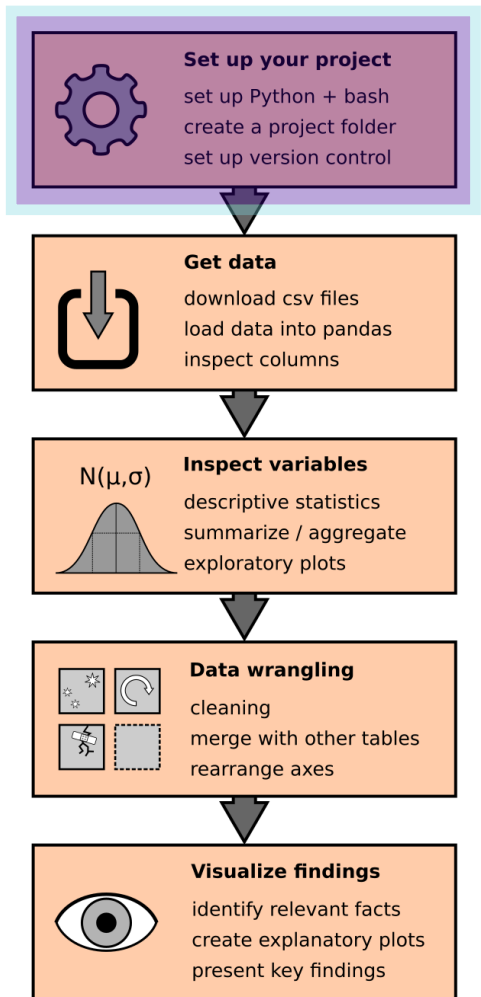 Set up your project
set up Python + bash
create a project folder
set up version control
Get data
download csv files
load data into pandas
inspect columns
N(μ,σ)
Inspect variables
descriptive statistics
summarize / aggregate
exploratory plots
Data wrangling
cleaning
merge with other tables
rearrange axes
Visualize findings
identify relevant facts
create explanatory plots
present key findings